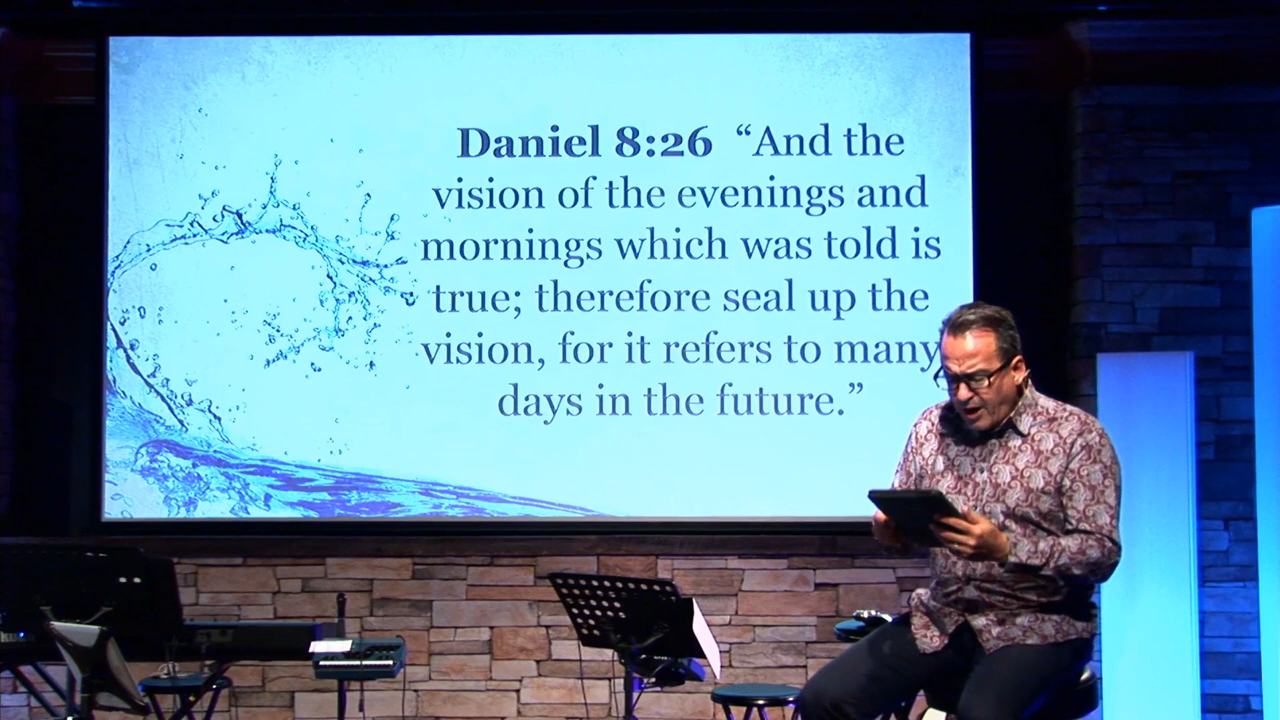 Daniel 8:26 “And the
vision of the evenings and
mornings which was told is
true; therefore seal up the
vision, for it refers to many
days in the future.”